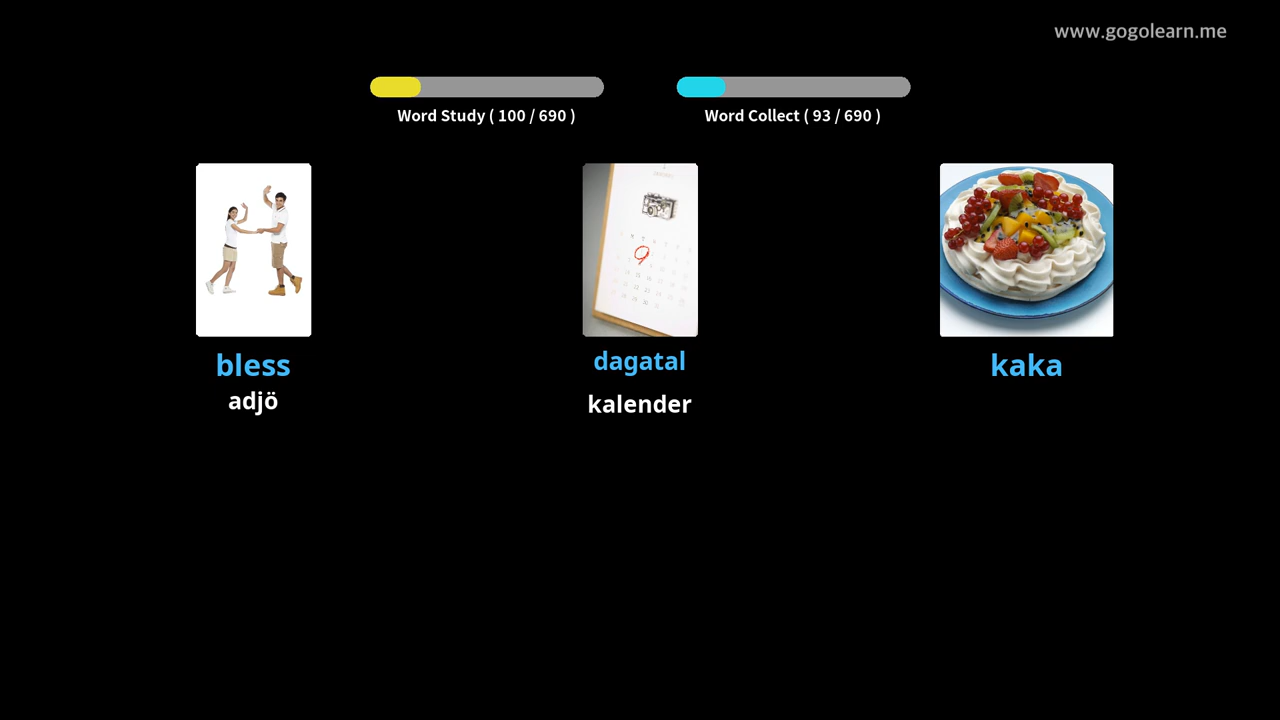 www.gogolearn.me
Word Study ( 100 / 690 )
Word Collect ( 93 / 690 )
bless
adjö
dagatal
kalender
kaka